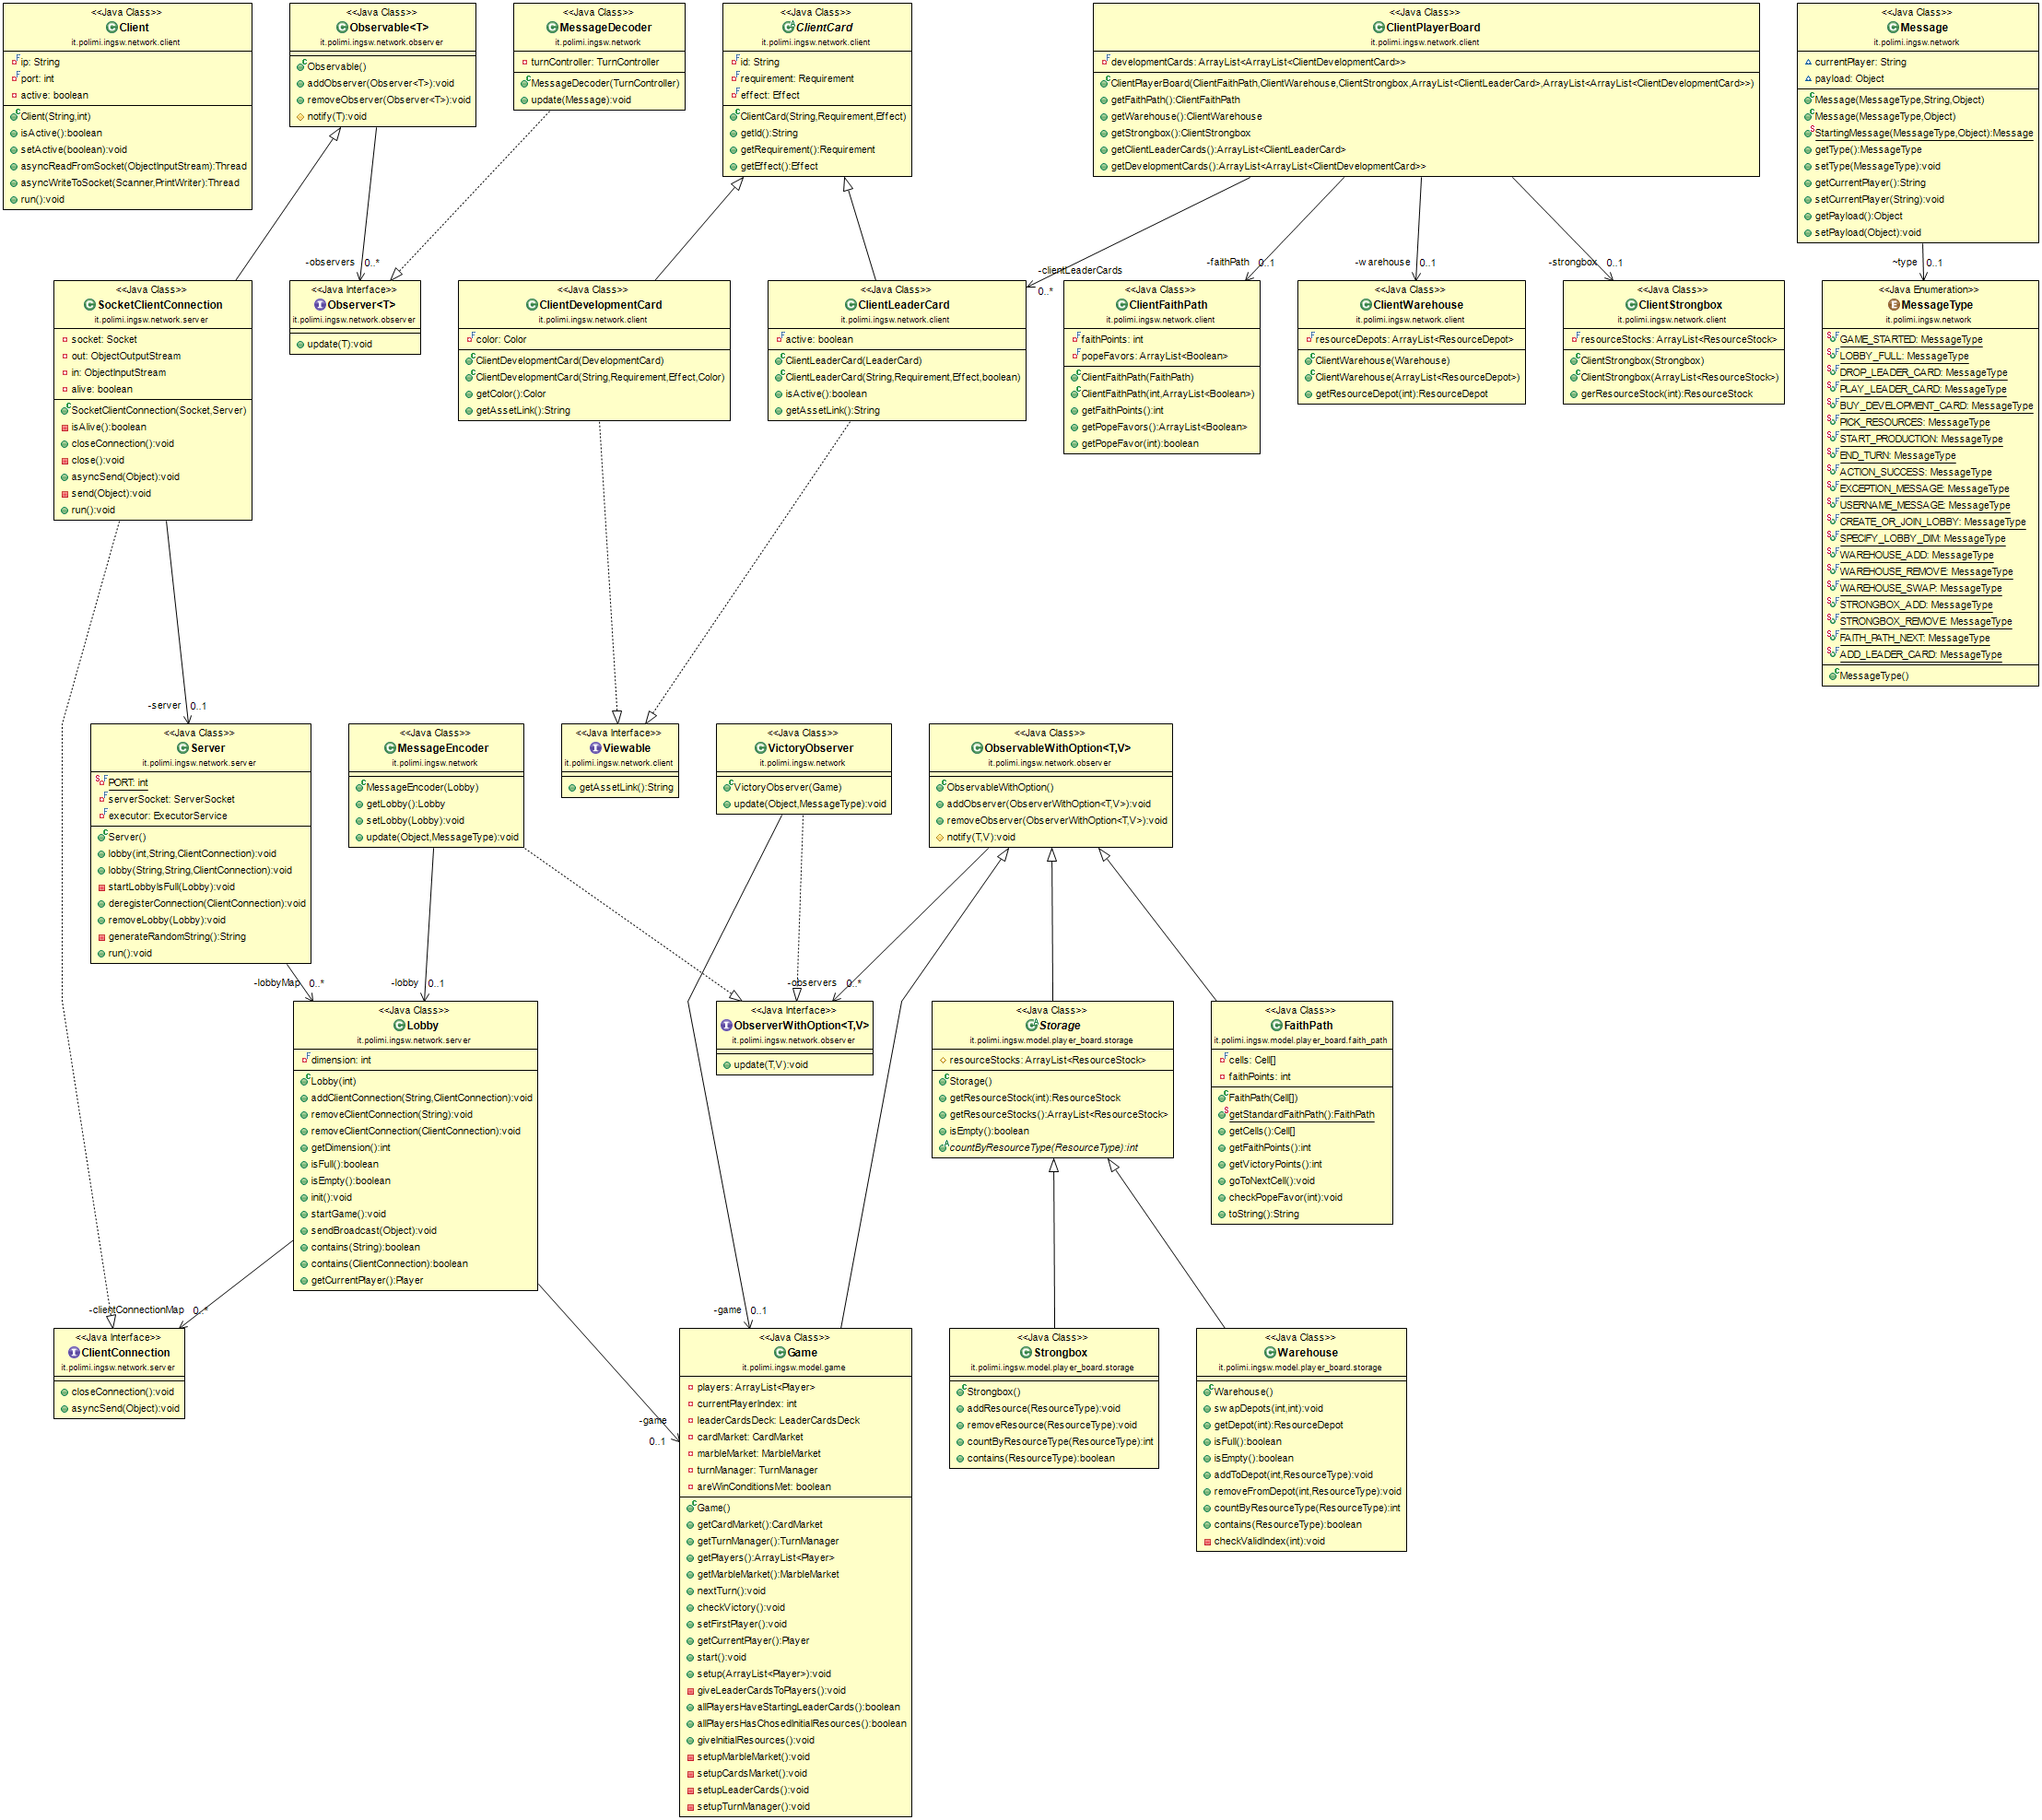 <<Java Class>>
Client
it.polimi.ingsw.network.client
ip: String
port: int
active: boolean
Client(String,int)
isActive():boolean
setActive(boolean):void
asyncReadFromSocket(ObjectInputStream):Thread
asyncWriteToSocket(Scanner,PrintWriter):Thread
run():void
<<Java Class>>
Observable<T>
it.polimi.ingsw.network.observer
Observable()
addObserver(Observer<T>):void
removeObserver(Observer<T>):void
notify(T):void
<<Java Class>>
MessageDecoder
it.polimi.ingsw.network
turnController: TurnController
MessageDecoder(TurnController)
update(Message):void
<<Java Class>>
ClientCard
it.polimi.ingsw.network.client
id: String
requirement: Requirement
effect: Effect
ClientCard(String,Requirement,Effect)
getId():String
getRequirement():Requirement
getEffect():Effect
<<Java Class>>
ClientPlayerBoard
it.polimi.ingsw.network.client
developmentCards: ArrayList<ArrayList<ClientDevelopmentCard>>
ClientPlayerBoard(ClientFaithPath,ClientWarehouse,ClientStrongbox,ArrayList<ClientLeaderCard>,ArrayList<ArrayList<ClientDevelopmentCard>>)
getFaithPath():ClientFaithPath
getWarehouse():ClientWarehouse
getStrongbox():ClientStrongbox
getClientLeaderCards():ArrayList<ClientLeaderCard>
getDevelopmentCards():ArrayList<ArrayList<ClientDevelopmentCard>>
<<Java Class>>
Message
it.polimi.ingsw.network
currentPlayer: String
payload: Object
Message(MessageType,String,Object)
Message(MessageType,Object)
StartingMessage(MessageType,Object):Message
getType():MessageType
setType(MessageType):void
getCurrentPlayer():String
setCurrentPlayer(String):void
getPayload():Object
setPayload(Object):void
-observers 0..*
-clientLeaderCards
0..*
-faithPath 0..1
-warehouse 0..1
-strongbox 0..1
~type 0..1
<<Java Class>>
SocketClientConnection
it.polimi.ingsw.network.server
socket: Socket
out: ObjectOutputStream
in: ObjectInputStream
alive: boolean
SocketClientConnection(Socket,Server)
isAlive():boolean
closeConnection():void
close():void
asyncSend(Object):void
send(Object):void
run():void
<<Java Interface>>
Observer<T>
it.polimi.ingsw.network.observer
update(T):void
<<Java Class>>
ClientDevelopmentCard
it.polimi.ingsw.network.client
color: Color
ClientDevelopmentCard(DevelopmentCard)
ClientDevelopmentCard(String,Requirement,Effect,Color)
getColor():Color
getAssetLink():String
<<Java Class>>
ClientLeaderCard
it.polimi.ingsw.network.client
active: boolean
ClientLeaderCard(LeaderCard)
ClientLeaderCard(String,Requirement,Effect,boolean)
isActive():boolean
getAssetLink():String
<<Java Class>>
ClientFaithPath
it.polimi.ingsw.network.client
faithPoints: int
popeFavors: ArrayList<Boolean>
ClientFaithPath(FaithPath)
ClientFaithPath(int,ArrayList<Boolean>)
getFaithPoints():int
getPopeFavors():ArrayList<Boolean>
getPopeFavor(int):boolean
<<Java Class>>
ClientWarehouse
it.polimi.ingsw.network.client
resourceDepots: ArrayList<ResourceDepot>
ClientWarehouse(Warehouse)
ClientWarehouse(ArrayList<ResourceDepot>)
getResourceDepot(int):ResourceDepot
<<Java Class>>
ClientStrongbox
it.polimi.ingsw.network.client
resourceStocks: ArrayList<ResourceStock>
ClientStrongbox(Strongbox)
ClientStrongbox(ArrayList<ResourceStock>)
gerResourceStock(int):ResourceStock
<<Java Enumeration>>
MessageType
it.polimi.ingsw.network
GAME_STARTED: MessageType
LOBBY_FULL: MessageType
DROP_LEADER_CARD: MessageType
PLAY_LEADER_CARD: MessageType
BUY_DEVELOPMENT_CARD: MessageType
PICK_RESOURCES: MessageType
START_PRODUCTION: MessageType
END_TURN: MessageType
ACTION_SUCCESS: MessageType
EXCEPTION_MESSAGE: MessageType
USERNAME_MESSAGE: MessageType
CREATE_OR_JOIN_LOBBY: MessageType
SPECIFY_LOBBY_DIM: MessageType
WAREHOUSE_ADD: MessageType
WAREHOUSE_REMOVE: MessageType
WAREHOUSE_SWAP: MessageType
STRONGBOX_ADD: MessageType
STRONGBOX_REMOVE: MessageType
FAITH_PATH_NEXT: MessageType
ADD_LEADER_CARD: MessageType
MessageType()
-server 0..1
<<Java Class>>
Server
it.polimi.ingsw.network.server
PORT: int
serverSocket: ServerSocket
executor: ExecutorService
Server()
lobby(int,String,ClientConnection):void
lobby(String,String,ClientConnection):void
startLobbyIsFull(Lobby):void
deregisterConnection(ClientConnection):void
removeLobby(Lobby):void
generateRandomString():String
run():void
<<Java Class>>
MessageEncoder
it.polimi.ingsw.network
MessageEncoder(Lobby)
getLobby():Lobby
setLobby(Lobby):void
update(Object,MessageType):void
<<Java Interface>>
Viewable
it.polimi.ingsw.network.client
getAssetLink():String
<<Java Class>>
VictoryObserver
it.polimi.ingsw.network
VictoryObserver(Game)
update(Object,MessageType):void
<<Java Class>>
ObservableWithOption<T,V>
it.polimi.ingsw.network.observer
ObservableWithOption()
addObserver(ObserverWithOption<T,V>):void
removeObserver(ObserverWithOption<T,V>):void
notify(T,V):void
-lobbyMap 0..*
-lobby 0..1
-observers 0..*
<<Java Class>>
Lobby
it.polimi.ingsw.network.server
dimension: int
Lobby(int)
addClientConnection(String,ClientConnection):void
removeClientConnection(String):void
removeClientConnection(ClientConnection):void
getDimension():int
isFull():boolean
isEmpty():boolean
init():void
startGame():void
sendBroadcast(Object):void
contains(String):boolean
contains(ClientConnection):boolean
getCurrentPlayer():Player
<<Java Interface>>
ObserverWithOption<T,V>
it.polimi.ingsw.network.observer
update(T,V):void
<<Java Class>>
Storage
it.polimi.ingsw.model.player_board.storage
resourceStocks: ArrayList<ResourceStock>
Storage()
getResourceStock(int):ResourceStock
getResourceStocks():ArrayList<ResourceStock>
isEmpty():boolean
countByResourceType(ResourceType):int
<<Java Class>>
FaithPath
it.polimi.ingsw.model.player_board.faith_path
cells: Cell[]
faithPoints: int
FaithPath(Cell[])
getStandardFaithPath():FaithPath
getCells():Cell[]
getFaithPoints():int
getVictoryPoints():int
goToNextCell():void
checkPopeFavor(int):void
toString():String
-clientConnectionMap 0..*
-game 0..1
-game
0..1
<<Java Interface>>
ClientConnection
it.polimi.ingsw.network.server
closeConnection():void
asyncSend(Object):void
<<Java Class>>
Game
it.polimi.ingsw.model.game
players: ArrayList<Player>
currentPlayerIndex: int
leaderCardsDeck: LeaderCardsDeck
cardMarket: CardMarket
marbleMarket: MarbleMarket
turnManager: TurnManager
areWinConditionsMet: boolean
Game()
getCardMarket():CardMarket
getTurnManager():TurnManager
getPlayers():ArrayList<Player>
getMarbleMarket():MarbleMarket
nextTurn():void
checkVictory():void
setFirstPlayer():void
getCurrentPlayer():Player
start():void
setup(ArrayList<Player>):void
giveLeaderCardsToPlayers():void
allPlayersHaveStartingLeaderCards():boolean
allPlayersHasChosedInitialResources():boolean
giveInitialResources():void
setupMarbleMarket():void
setupCardsMarket():void
setupLeaderCards():void
setupTurnManager():void
<<Java Class>>
Strongbox
it.polimi.ingsw.model.player_board.storage
Strongbox()
addResource(ResourceType):void
removeResource(ResourceType):void
countByResourceType(ResourceType):int
contains(ResourceType):boolean
<<Java Class>>
Warehouse
it.polimi.ingsw.model.player_board.storage
Warehouse()
swapDepots(int,int):void
getDepot(int):ResourceDepot
isFull():boolean
isEmpty():boolean
addToDepot(int,ResourceType):void
removeFromDepot(int,ResourceType):void
countByResourceType(ResourceType):int
contains(ResourceType):boolean
checkValidIndex(int):void